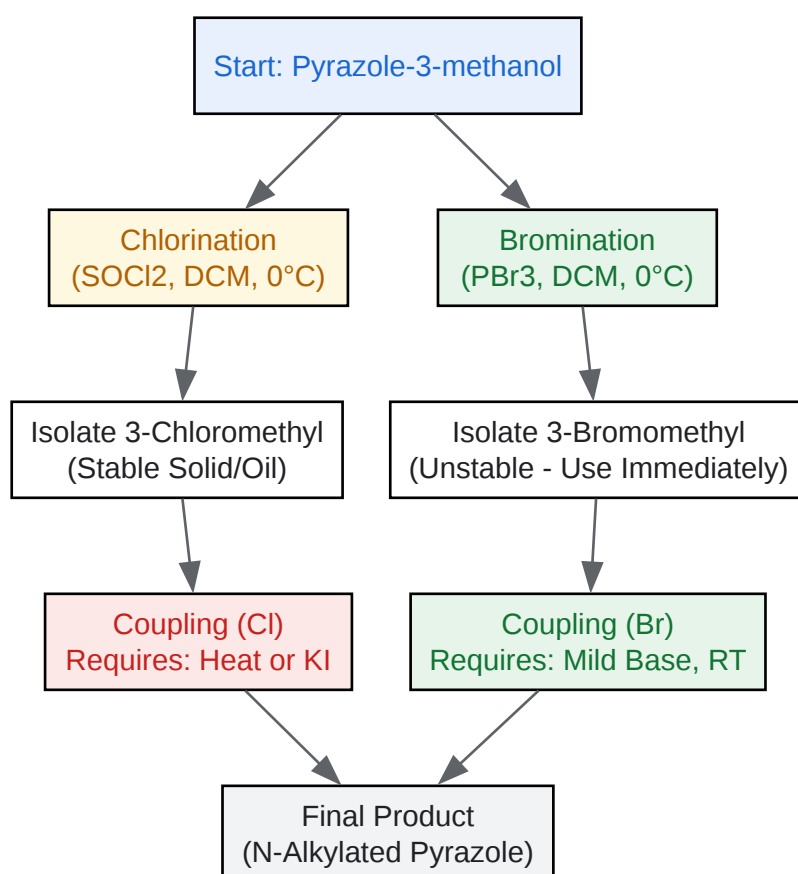 Start: Pyrazole-3-methanol
Chlorination
(SOCl2, DCM, 0°C)
Bromination
(PBr3, DCM, 0°C)
Isolate 3-Chloromethyl
(Stable Solid/Oil)
Isolate 3-Bromomethyl
(Unstable - Use Immediately)
Coupling (Cl)
Requires: Heat or KI
Coupling (Br)
Requires: Mild Base, RT
Final Product
(N-Alkylated Pyrazole)